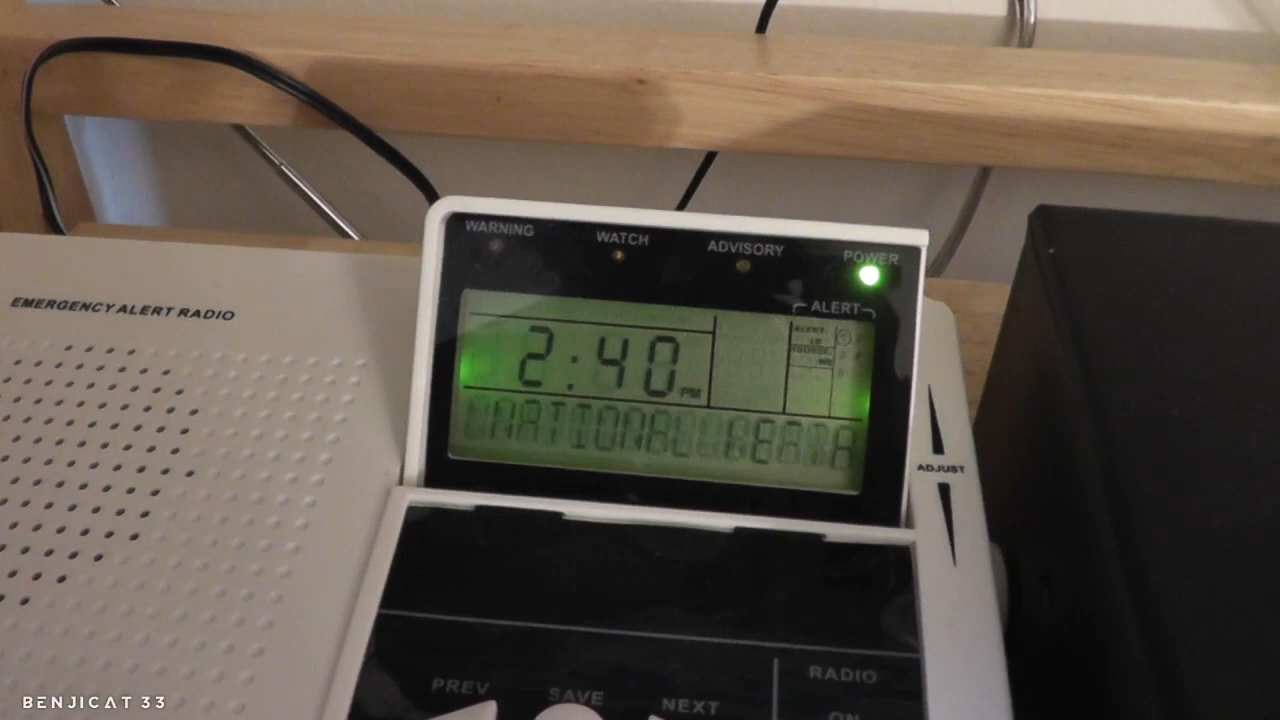 EMERGENCY ALERT RADIO
WARNING
WATCH
ADVISORY
POWER
ALERT
2:40 PM
NATIONAL
ADJUST
PREV
SAVE
NEXT
RADIO
ON
BENJICAT 33